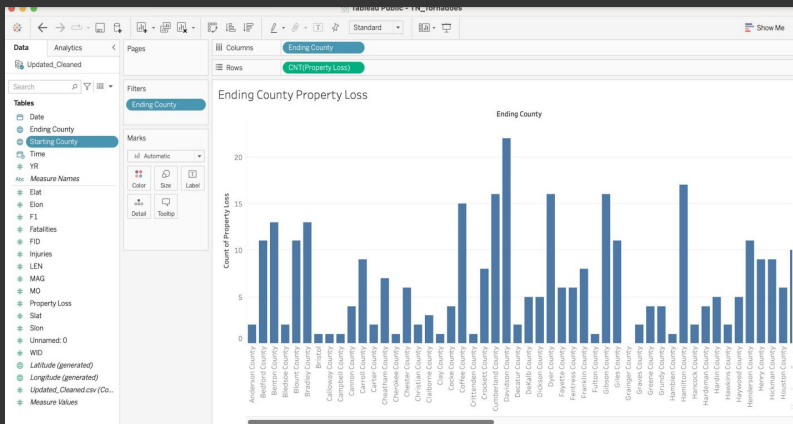 Tableau Public - TN_Tornadoes
Standard
Show Me
Data
Analytics
Updated_Cleaned
Search
Tables
Date
Ending County
Starting County
Time
YR
Abc
Measure Names
Elat
Elon
F1
Fatalities
FID
Injuries
LEN
MAG
MO
Property Loss
Slat
Slon
Unnamed: 0
WID
Latitude (generated)
Longitude (generated)
Updated_Cleaned.csv (Co...
Measure Values
Pages
Filters
Ending County
Marks
Automatic
Color
Size
Label
Detail
Tooltip
Columns
Ending County
Rows
CNT(Property Loss)
Ending County Property Loss
Ending County
Count of Property Loss
20
15
10
5
0
Anderson County
Bedford County
Benton County
Bledsoe County
Blount County
Bradley County
Bristol
Calloway County
Campbell County
Cannon County
Carroll County
Carter County
Cheatham County
Cherokee County
Chester County
Christian County
Claiborne County
Clay County
Cocke County
Coffee County
Crittenden County
Crockett County
Cumberland County
Davidson County
Decatur County
DeKalb County
Dickson County
Dyer County
Fayette County
Fentress County
Franklin County
Fulton County
Gibson County
Giles County
Grainger County
Graves County
Greene County
Grundy County
Hamblen County
Hamilton County
Hancock County
Hardeman County
Hardin County
Hawkins County
Haywood County
Henderson County
Henry County
Hickman County
Houston County